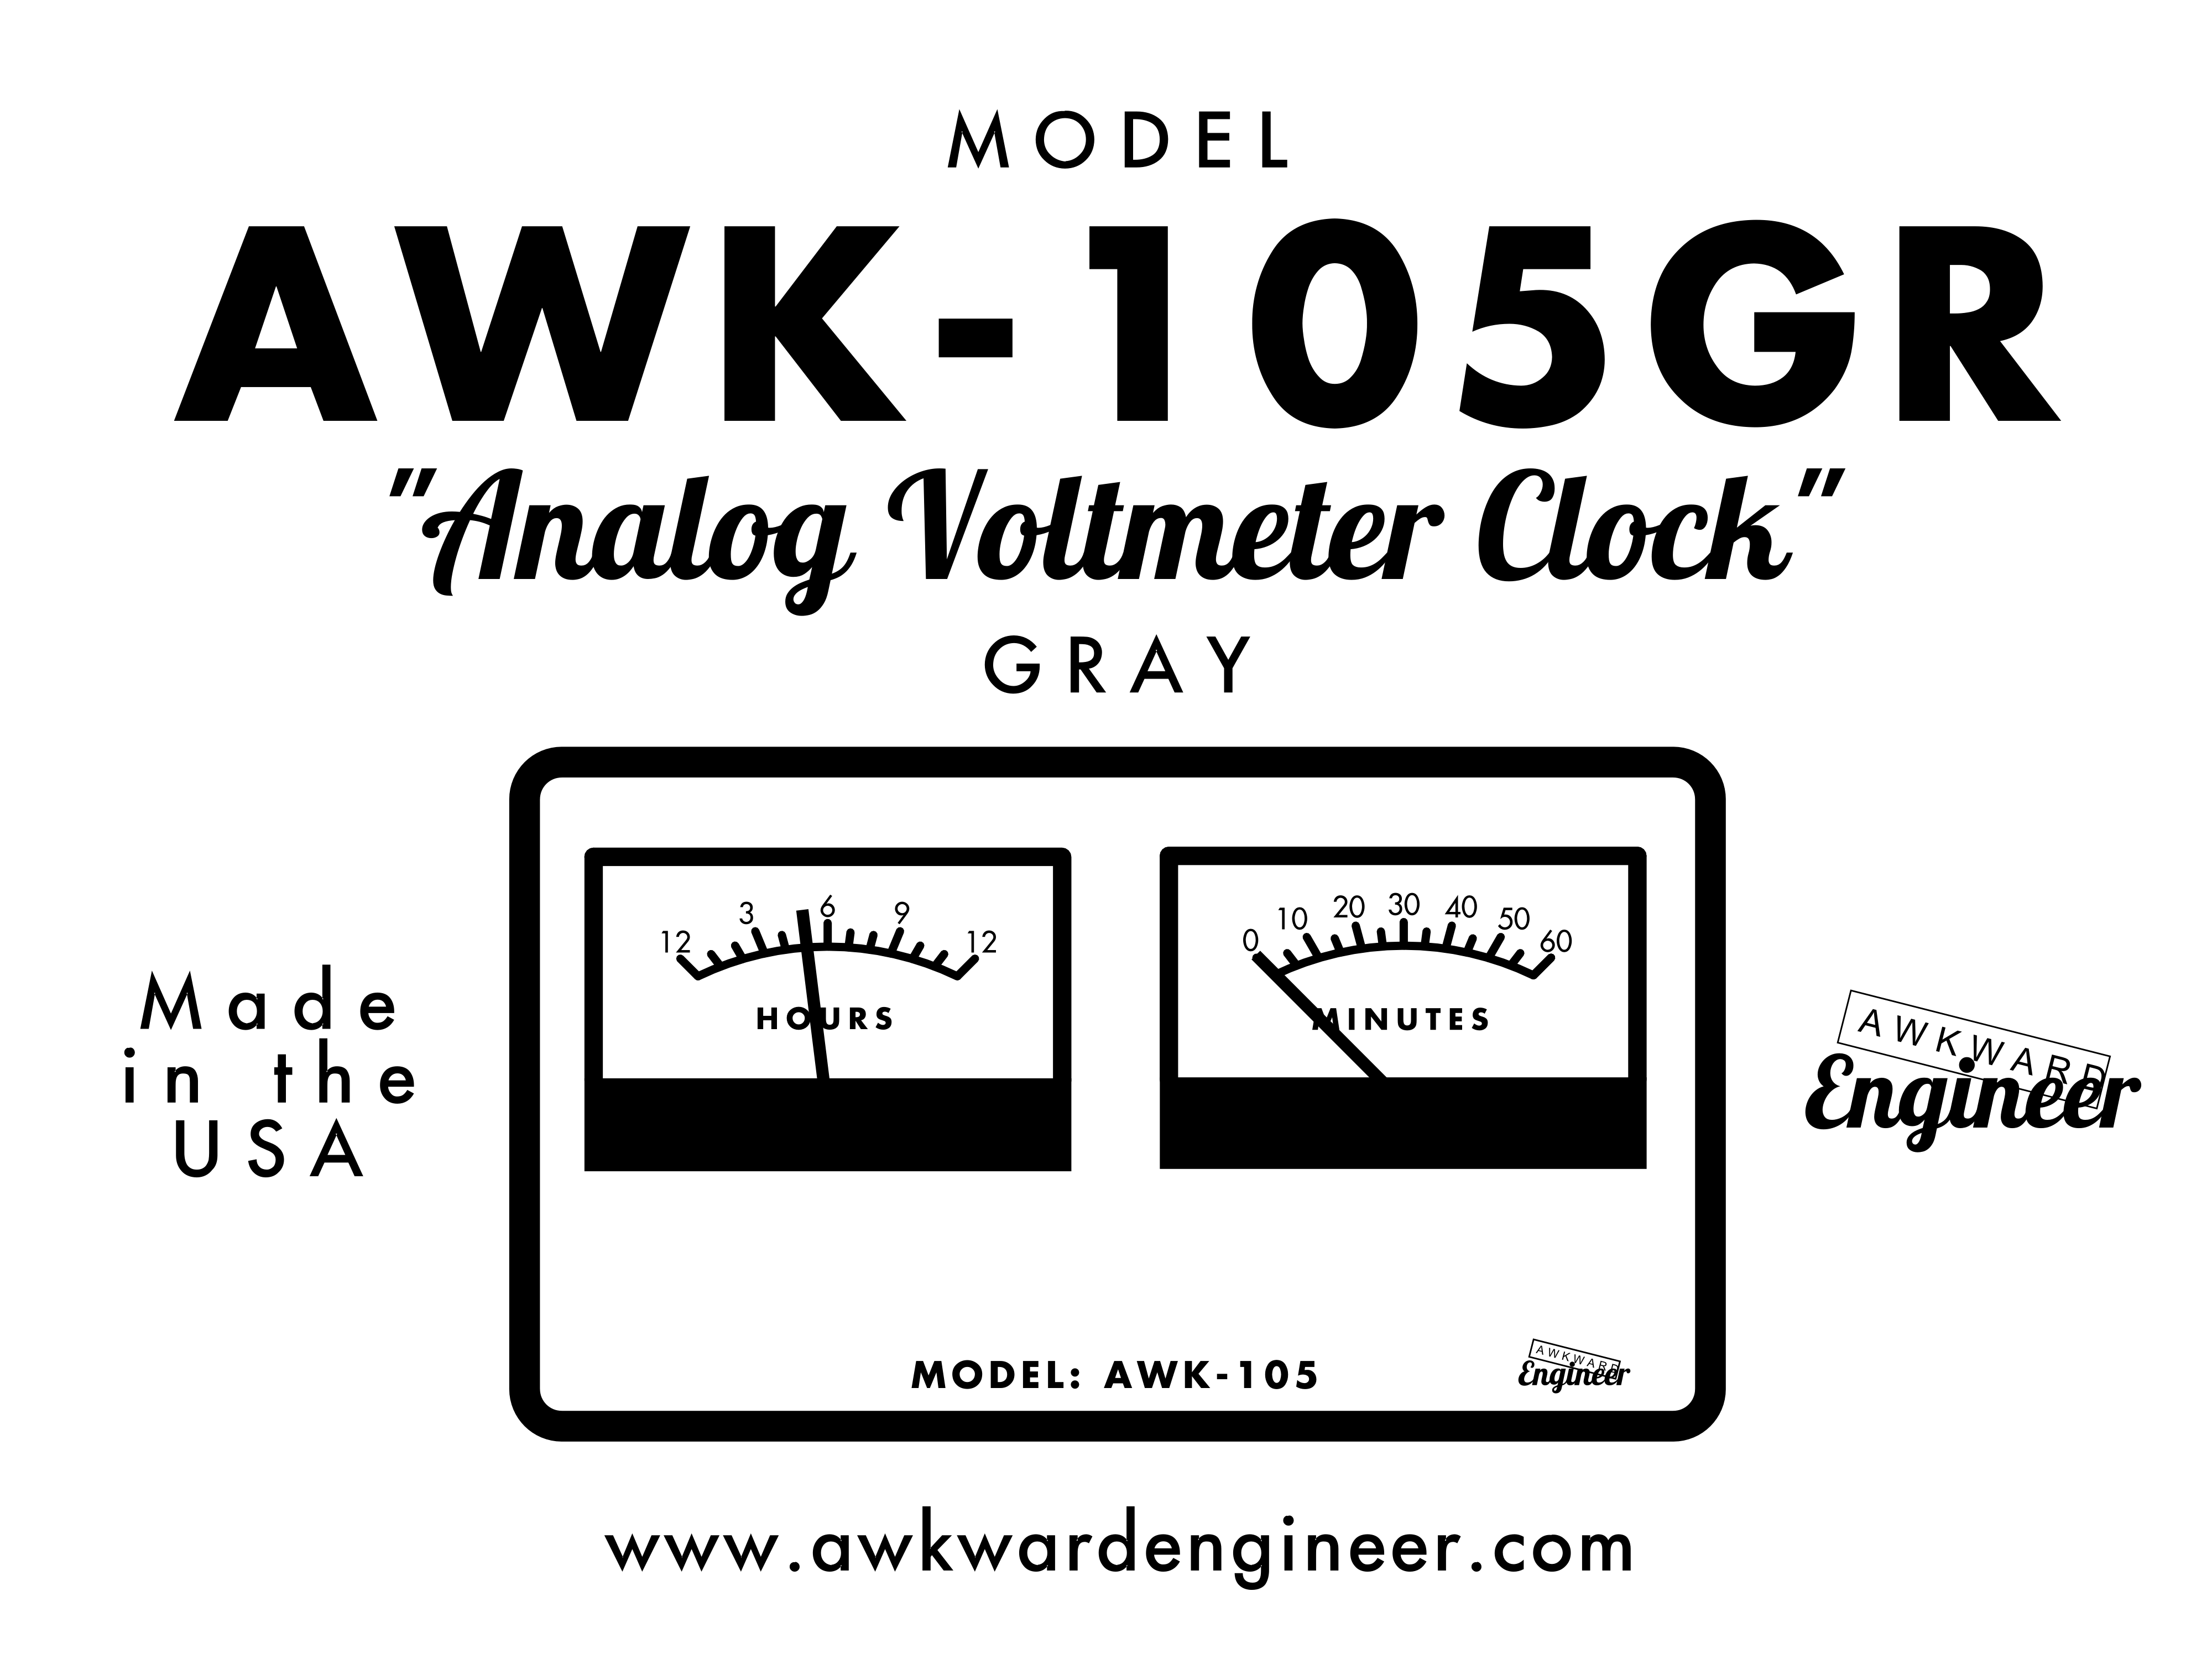 MODEL
AWK-105GR
"Analog Voltmeter Clock"
GRAY
12 3 6 9 12
HOURS
0 10 20 30 40 50 60
MINUTES
Made
in the
USA
AWKWARD
Engineer
MODEL: AWK-105
AWKWARD
Engineer
www.awkwardengineer.com